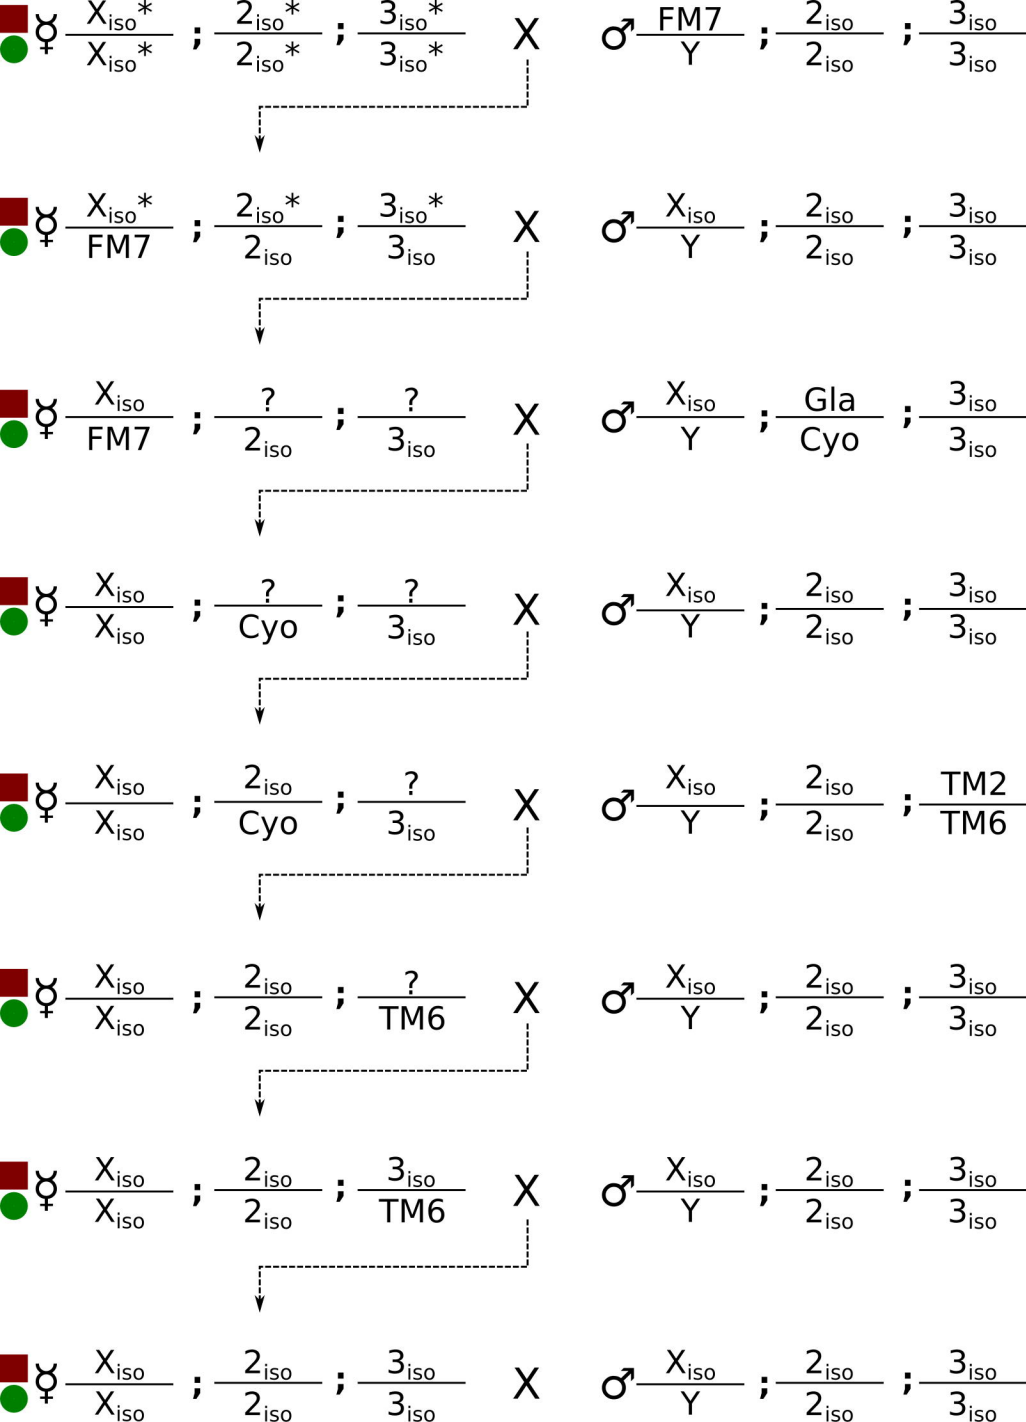 ☿ Xiso* ; 2iso* ; 3iso* X ♂ FM7 ; 2iso ; 3iso
Xiso* 2iso* 3iso* Y 2iso 3iso
☿ Xiso* ; 2iso* ; 3iso* X ♂ Xiso ; 2iso ; 3iso
FM7 2iso 3iso Y 2iso 3iso
☿ Xiso ; ? ; ? X ♂ Xiso ; Gla ; 3iso
FM7 2iso 3iso Y Cyo 3iso
☿ Xiso ; ? ; ? X ♂ Xiso ; 2iso ; 3iso
Xiso Cyo 3iso Y 2iso 3iso
☿ Xiso ; 2iso ; ? X ♂ Xiso ; 2iso ; TM2
Xiso Cyo 3iso Y 2iso TM6
☿ Xiso ; 2iso ; ? X ♂ Xiso ; 2iso ; 3iso
Xiso 2iso TM6 Y 2iso 3iso
☿ Xiso ; 2iso ; 3iso X ♂ Xiso ; 2iso ; 3iso
Xiso 2iso TM6 Y 2iso 3iso
☿ Xiso ; 2iso ; 3iso X ♂ Xiso ; 2iso ; 3iso
Xiso 2iso 3iso Y 2iso 3iso